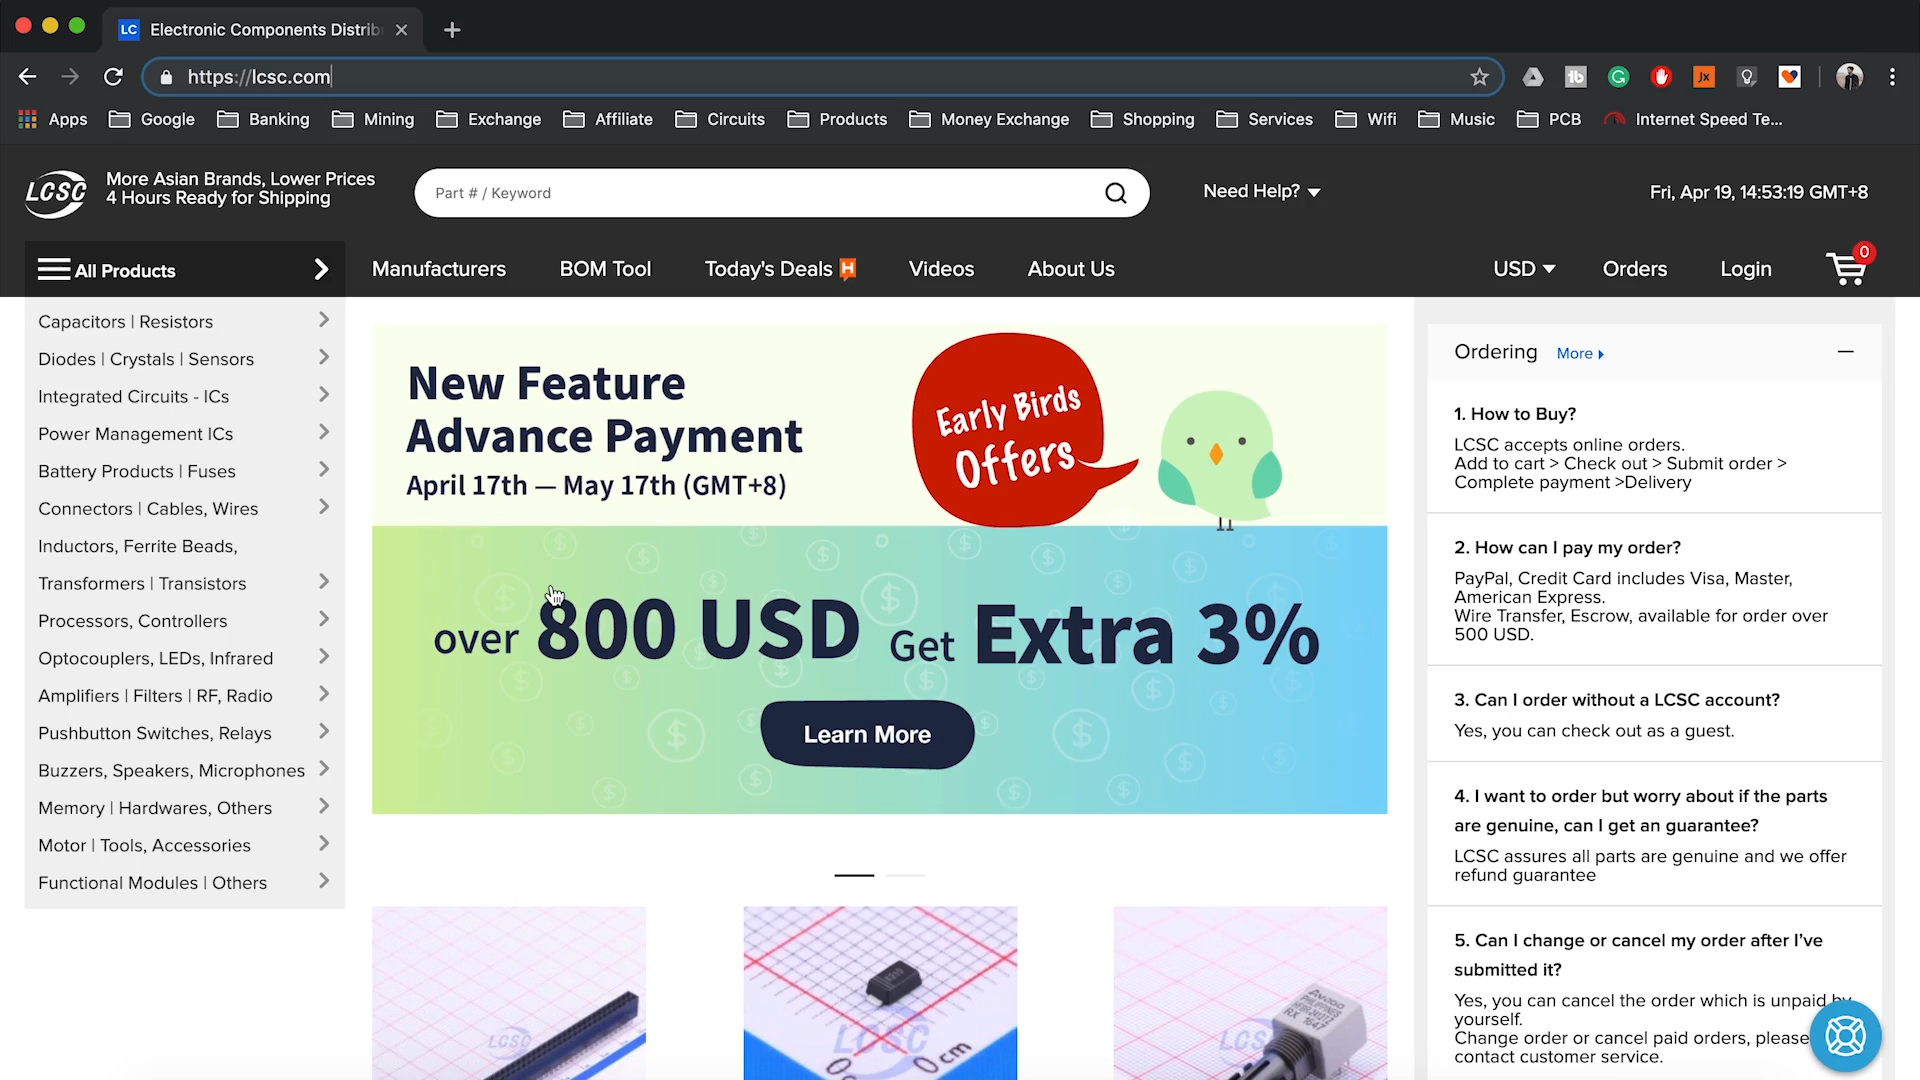 LC Electronic Components Distrib
https://lcsc.com
Apps Google Banking Mining Exchange Affiliate Circuits Products Money Exchange Shopping Services Wifi Music PCB Internet Speed Te...
LCSC
More Asian Brands, Lower Prices
4 Hours Ready for Shipping
Part # / Keyword
Need Help?
Fri, Apr 19, 14:53:19 GMT+8
All Products
Manufacturers BOM Tool Today's Deals H Videos About Us
USD Orders Login 0
Capacitors | Resistors
Diodes | Crystals | Sensors
Integrated Circuits - ICs
Power Management ICs
Battery Products | Fuses
Connectors | Cables, Wires
Inductors, Ferrite Beads,
Transformers | Transistors
Processors, Controllers
Optocouplers, LEDs, Infrared
Amplifiers | Filters | RF, Radio
Pushbutton Switches, Relays
Buzzers, Speakers, Microphones
Memory | Hardwares, Others
Motor | Tools, Accessories
Functional Modules | Others
New Feature
Advance Payment
April 17th — May 17th (GMT+8)
Early Birds
Offers
over 800 USD Get Extra 3%
Learn More
Ordering More
1. How to Buy?
LCSC accepts online orders.
Add to cart > Check out > Submit order >
Complete payment >Delivery
2. How can I pay my order?
PayPal, Credit Card includes Visa, Master,
American Express.
Wire Transfer, Escrow, available for order over
500 USD.
3. Can I order without a LCSC account?
Yes, you can check out as a guest.
4. I want to order but worry about if the parts
are genuine, can I get an guarantee?
LCSC assures all parts are genuine and we offer
refund guarantee
5. Can I change or cancel my order after I've
submitted it?
Yes, you can cancel the order which is unpaid by
yourself.
Change order or cancel paid orders, please
contact customer service.
LCSC
LCSC
0cm
Avago
PHILIPPINES
RX 1647
LCSC